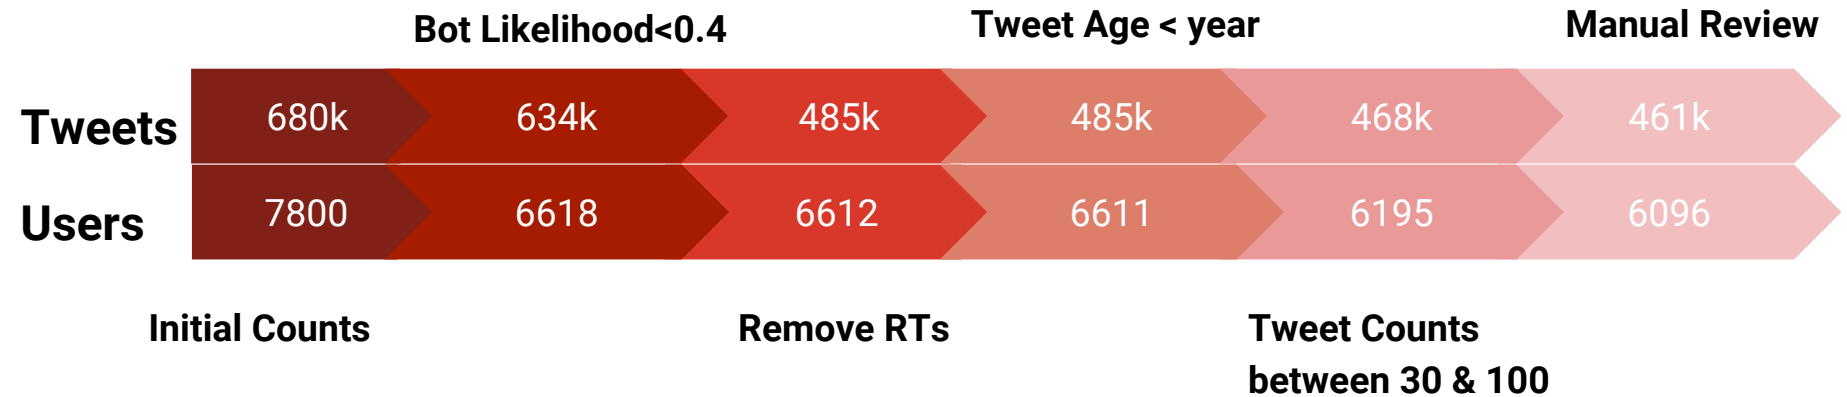 Bot Likelihood<0.4
Tweet Age < year
Manual Review
Tweets 680k 634k 485k 485k 468k 461k
Users 7800 6618 6612 6611 6195 6096
Initial Counts
Remove RTs
Tweet Counts
between 30 & 100